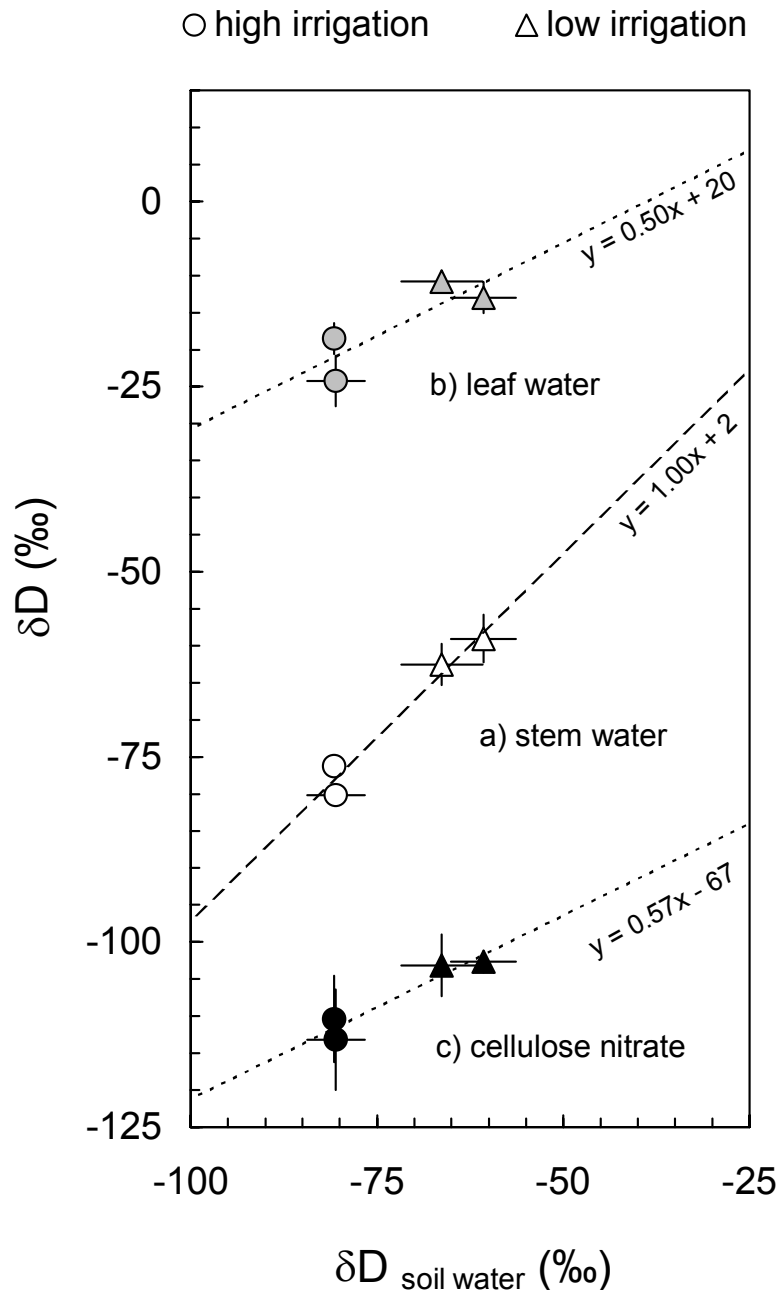 high irrigation
low irrigation
0
-25
-50
-75
-100
-125
δD (‰)
y = 0.50x + 20
b) leaf water
y = 1.00x + 2
a) stem water
y = 0.57x - 67
c) cellulose nitrate
-100
-75
-50
-25
δD soil water (‰)